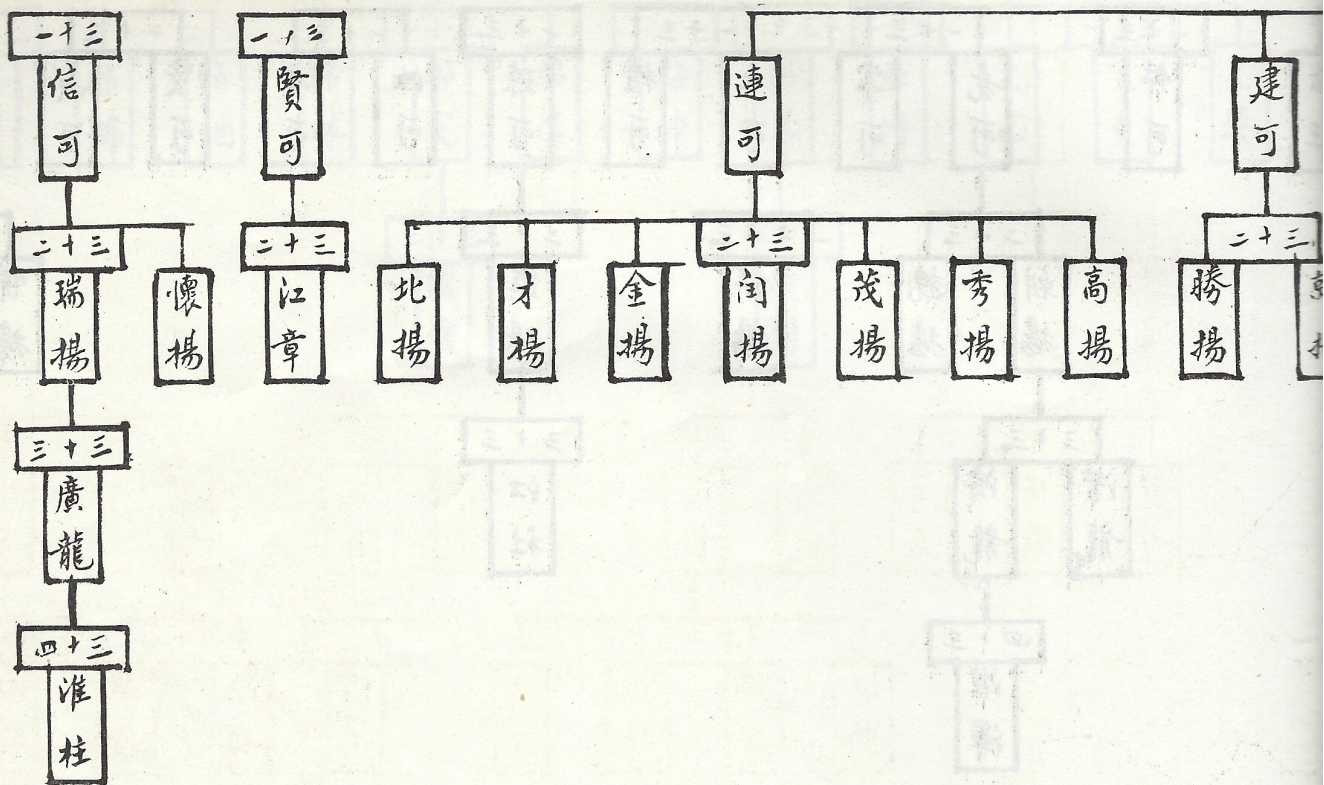 建可
連可
三十一
賢可
三十一
信可
三十二
勝揚
高揚
秀揚
茂揚
三十二
閏揚
金揚
才揚
北揚
三十二
江章
懷揚
三十二
瑞揚
三十三
廣龍
三十四
淮柱